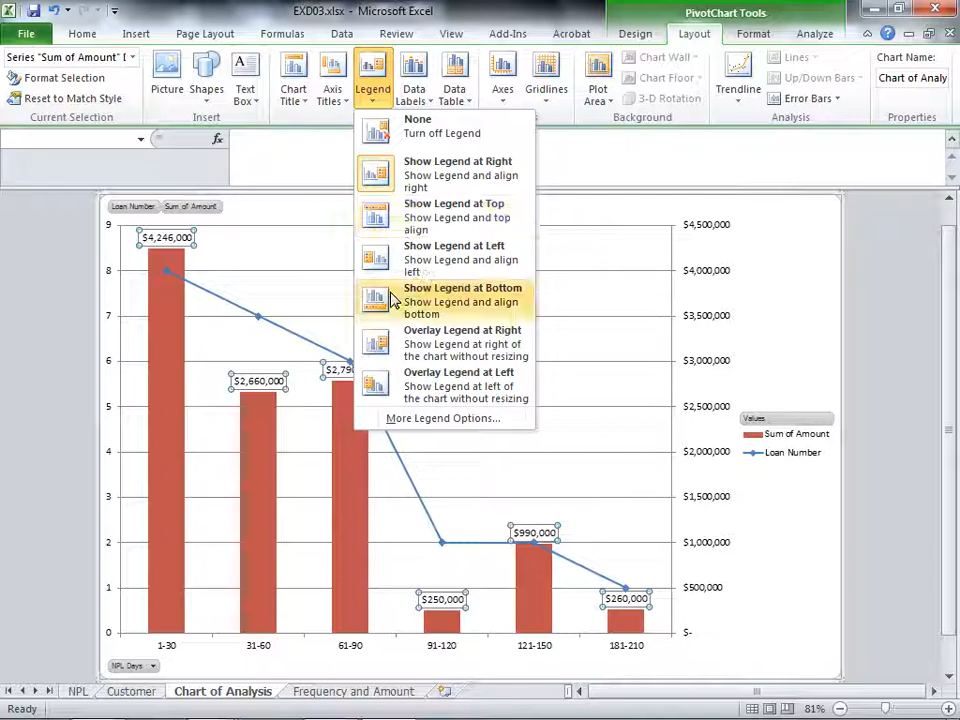 EXD03.xlsx - Microsoft Excel
PivotChart Tools
File Home Insert Page Layout Formulas Data Review View Add-Ins Acrobat Design Layout Format Analyze
Series "Sum of Amount" D
Format Selection
Reset to Match Style
Current Selection
Picture
Shapes
Text
Box
Insert
Chart
Title
Axis
Titles
Legend
Data
Labels
Data
Table
Axes
Gridlines
Plot
Area
Chart Wall
Chart Floor
3-D Rotation
Background
Trendline
Lines
Up/Down Bars
Error Bars
Analysis
Chart Name:
Chart of Analy
Properties
fx
None
Turn off Legend
Show Legend at Right
Show Legend and align
right
Show Legend at Top
Show Legend and top
align
Show Legend at Left
Show Legend and align
left
Show Legend at Bottom
Show Legend and align
bottom
Overlay Legend at Right
Show Legend at right of
the chart without resizing
Overlay Legend at Left
Show Legend at left of
the chart without resizing
More Legend Options...
Loan Number Sum of Amount
9
8
7
6
5
4
3
2
1
0
$4,246,000
$2,660,000
$2,79
$250,000
$990,000
$260,000
$4,500,000
$4,000,000
$3,500,000
$3,000,000
$2,500,000
$2,000,000
$1,500,000
$1,000,000
$500,000
$-
Values
Sum of Amount
Loan Number
1-30 31-60 61-90 91-120 121-150 181-210
NPL Days
NPL Customer Chart of Analysis Frequency and Amount
Ready
81%